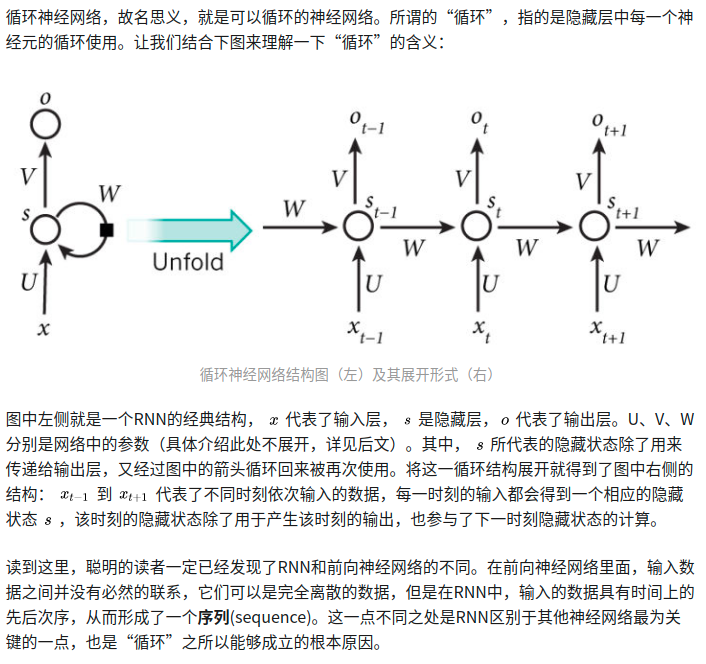 循环神经网络，故名思义，就是可以循环的神经网络。所谓的“循环”，指的是隐藏层中每一个神
经元的循环使用。让我们结合下图来理解一下“循环”的含义：
o
V
s
W
U
x
Unfold
o t−1
o t
o t+1
V
V
V
W
s t−1
s t
s t+1
W
W
W
U
U
U
x t−1
x t
x t+1
循环神经网络结构图（左）及其展开形式（右）
图中左侧就是一个RNN的经典结构， x 代表了输入层， s 是隐藏层，o 代表了输出层。U、V、W
分别是网络中的参数（具体介绍此处不展开，详见后文）。其中， s 所代表的隐藏状态除了用来
传递给输出层，又经过图中的箭头循环回来被再次使用。将这一循环结构展开就得到了图中右侧的
结构： x t−1 到 x t+1 代表了不同时刻依次输入的数据，每一时刻的输入都会得到一个相应的隐藏
状态 s ，该时刻的隐藏状态除了用于产生该时刻的输出，也参与了下一时刻隐藏状态的计算。
读到这里，聪明的读者一定已经发现了RNN和前向神经网络的不同。在前向神经网络里面，输入数
据之间并没有必然的联系，它们可以是完全离散的数据，但是在RNN中，输入的数据具有时间上的
先后次序，从而形成了一个序列(sequence)。这一点不同之处是RNN区别于其他神经网络最为关
键的一点，也是“循环”之所以能够成立的根本原因。